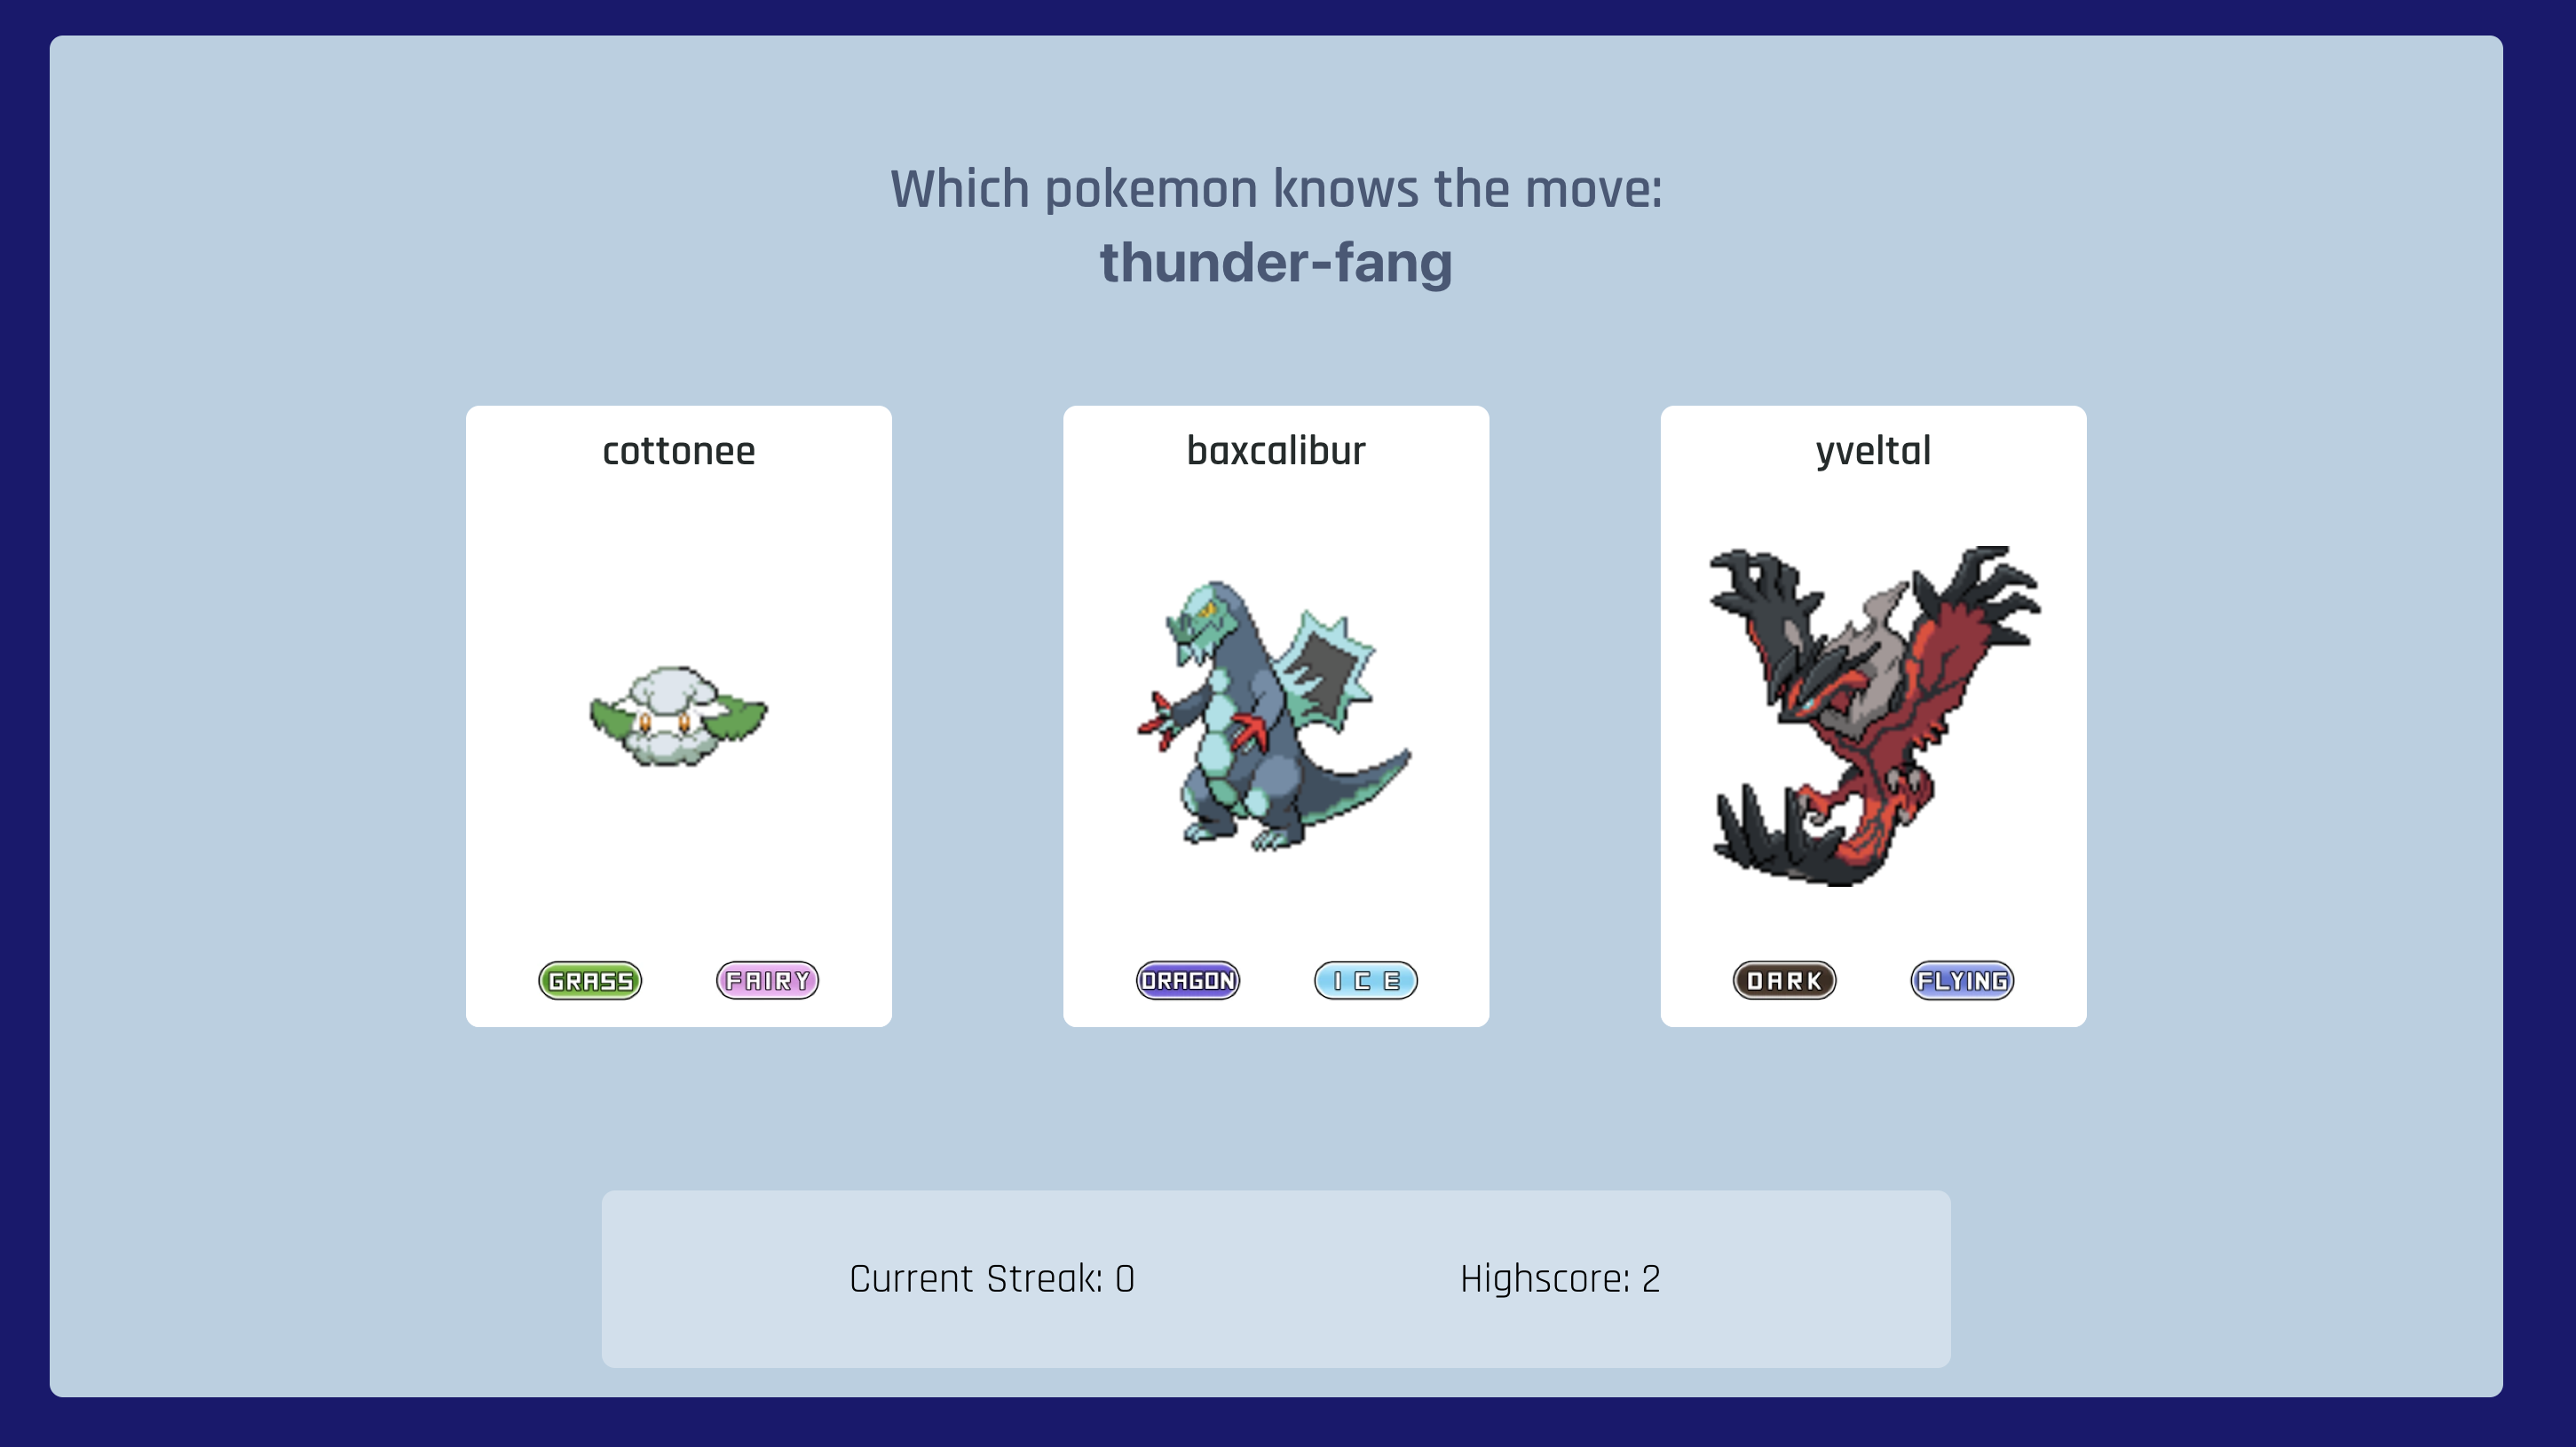 Which pokemon knows the move:
thunder-fang
cottonee
baxcalibur
yveltal
GRASS
FAIRY
DRAGON
ICE
DARK
FLYING
Current Streak: 0
Highscore: 2